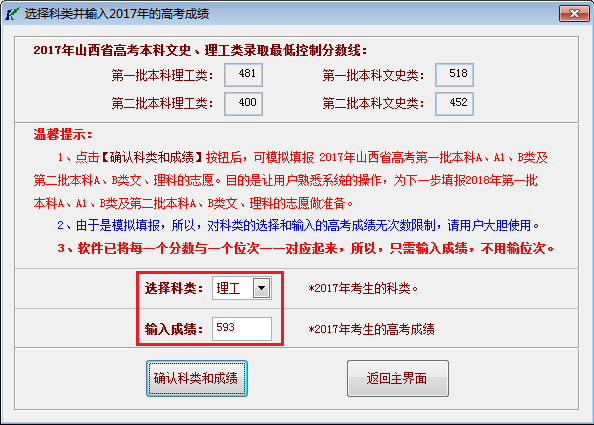 选择科类并输入2017年的高考成绩
2017年山西省高考本科文史、理工类录取最低控制分数线：
第一批本科理工类： 481 第一批本科文史类： 518
第二批本科理工类： 400 第二批本科文史类： 452
温馨提示：
1、点击【确认科类和成绩】按钮后，可模拟填报 2017年山西省高考第一批本科A、A1、B类及
第二批本科A、B类文、理科的志愿。目的是让用户熟悉系统的操作，为下一步填报2018年第一批
本科A、A1、B类及第二批本科A、B类文、理科的志愿做准备。
2、由于是模拟填报，所以，对科类的选择和输入的高考成绩无次数限制，请用户大胆使用。
3、软件已将每一个分数与一个位次一一对应起来，所以，只需输入成绩，不用输位次。
选择科类： 理工 *2017年考生的科类。
输入成绩： 593 *2017年考生的高考成绩
确认科类和成绩 返回主界面